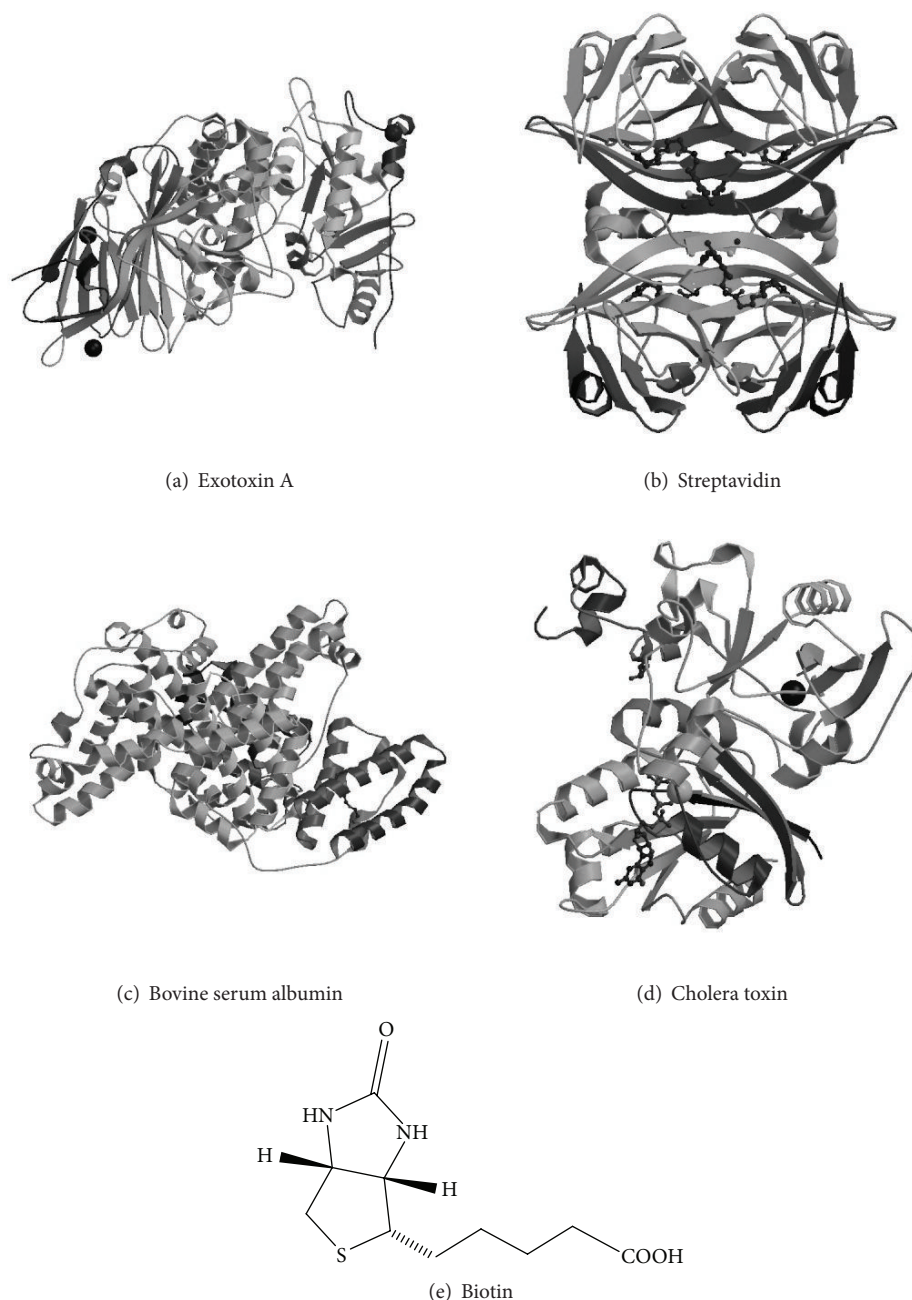 (a) Exotoxin A
(b) Streptavidin
(c) Bovine serum albumin
(d) Cholera toxin
O
HN
NH
H
H
S
COOH
(e) Biotin